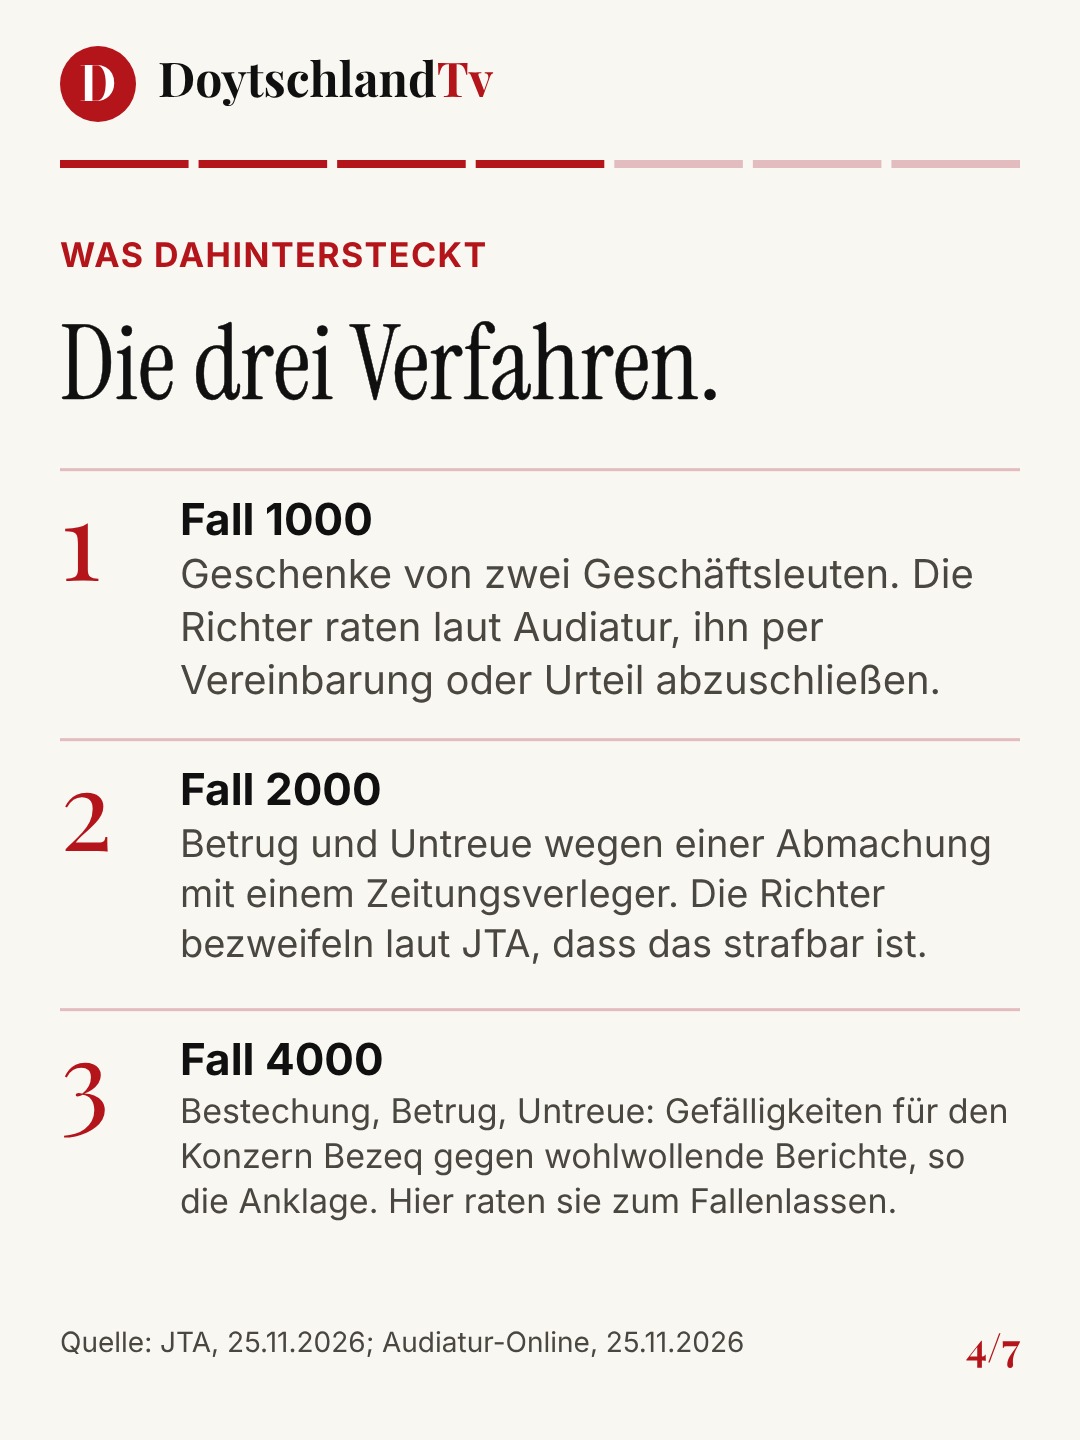 D DoytschlandTv
WAS DAHINTERSTECKT
Die drei Verfahren.
1
Fall 1000
Geschenke von zwei Geschäftsleuten. Die
Richter raten laut Audiatur, ihn per
Vereinbarung oder Urteil abzuschließen.
2
Fall 2000
Betrug und Untreue wegen einer Abmachung
mit einem Zeitungsverleger. Die Richter
bezweifeln laut JTA, dass das strafbar ist.
3
Fall 4000
Bestechung, Betrug, Untreue: Gefälligkeiten für den
Konzern Bezeq gegen wohlwollende Berichte, so
die Anklage. Hier raten sie zum Fallenlassen.
Quelle: JTA, 25.11.2026; Audiatur-Online, 25.11.2026
4/7